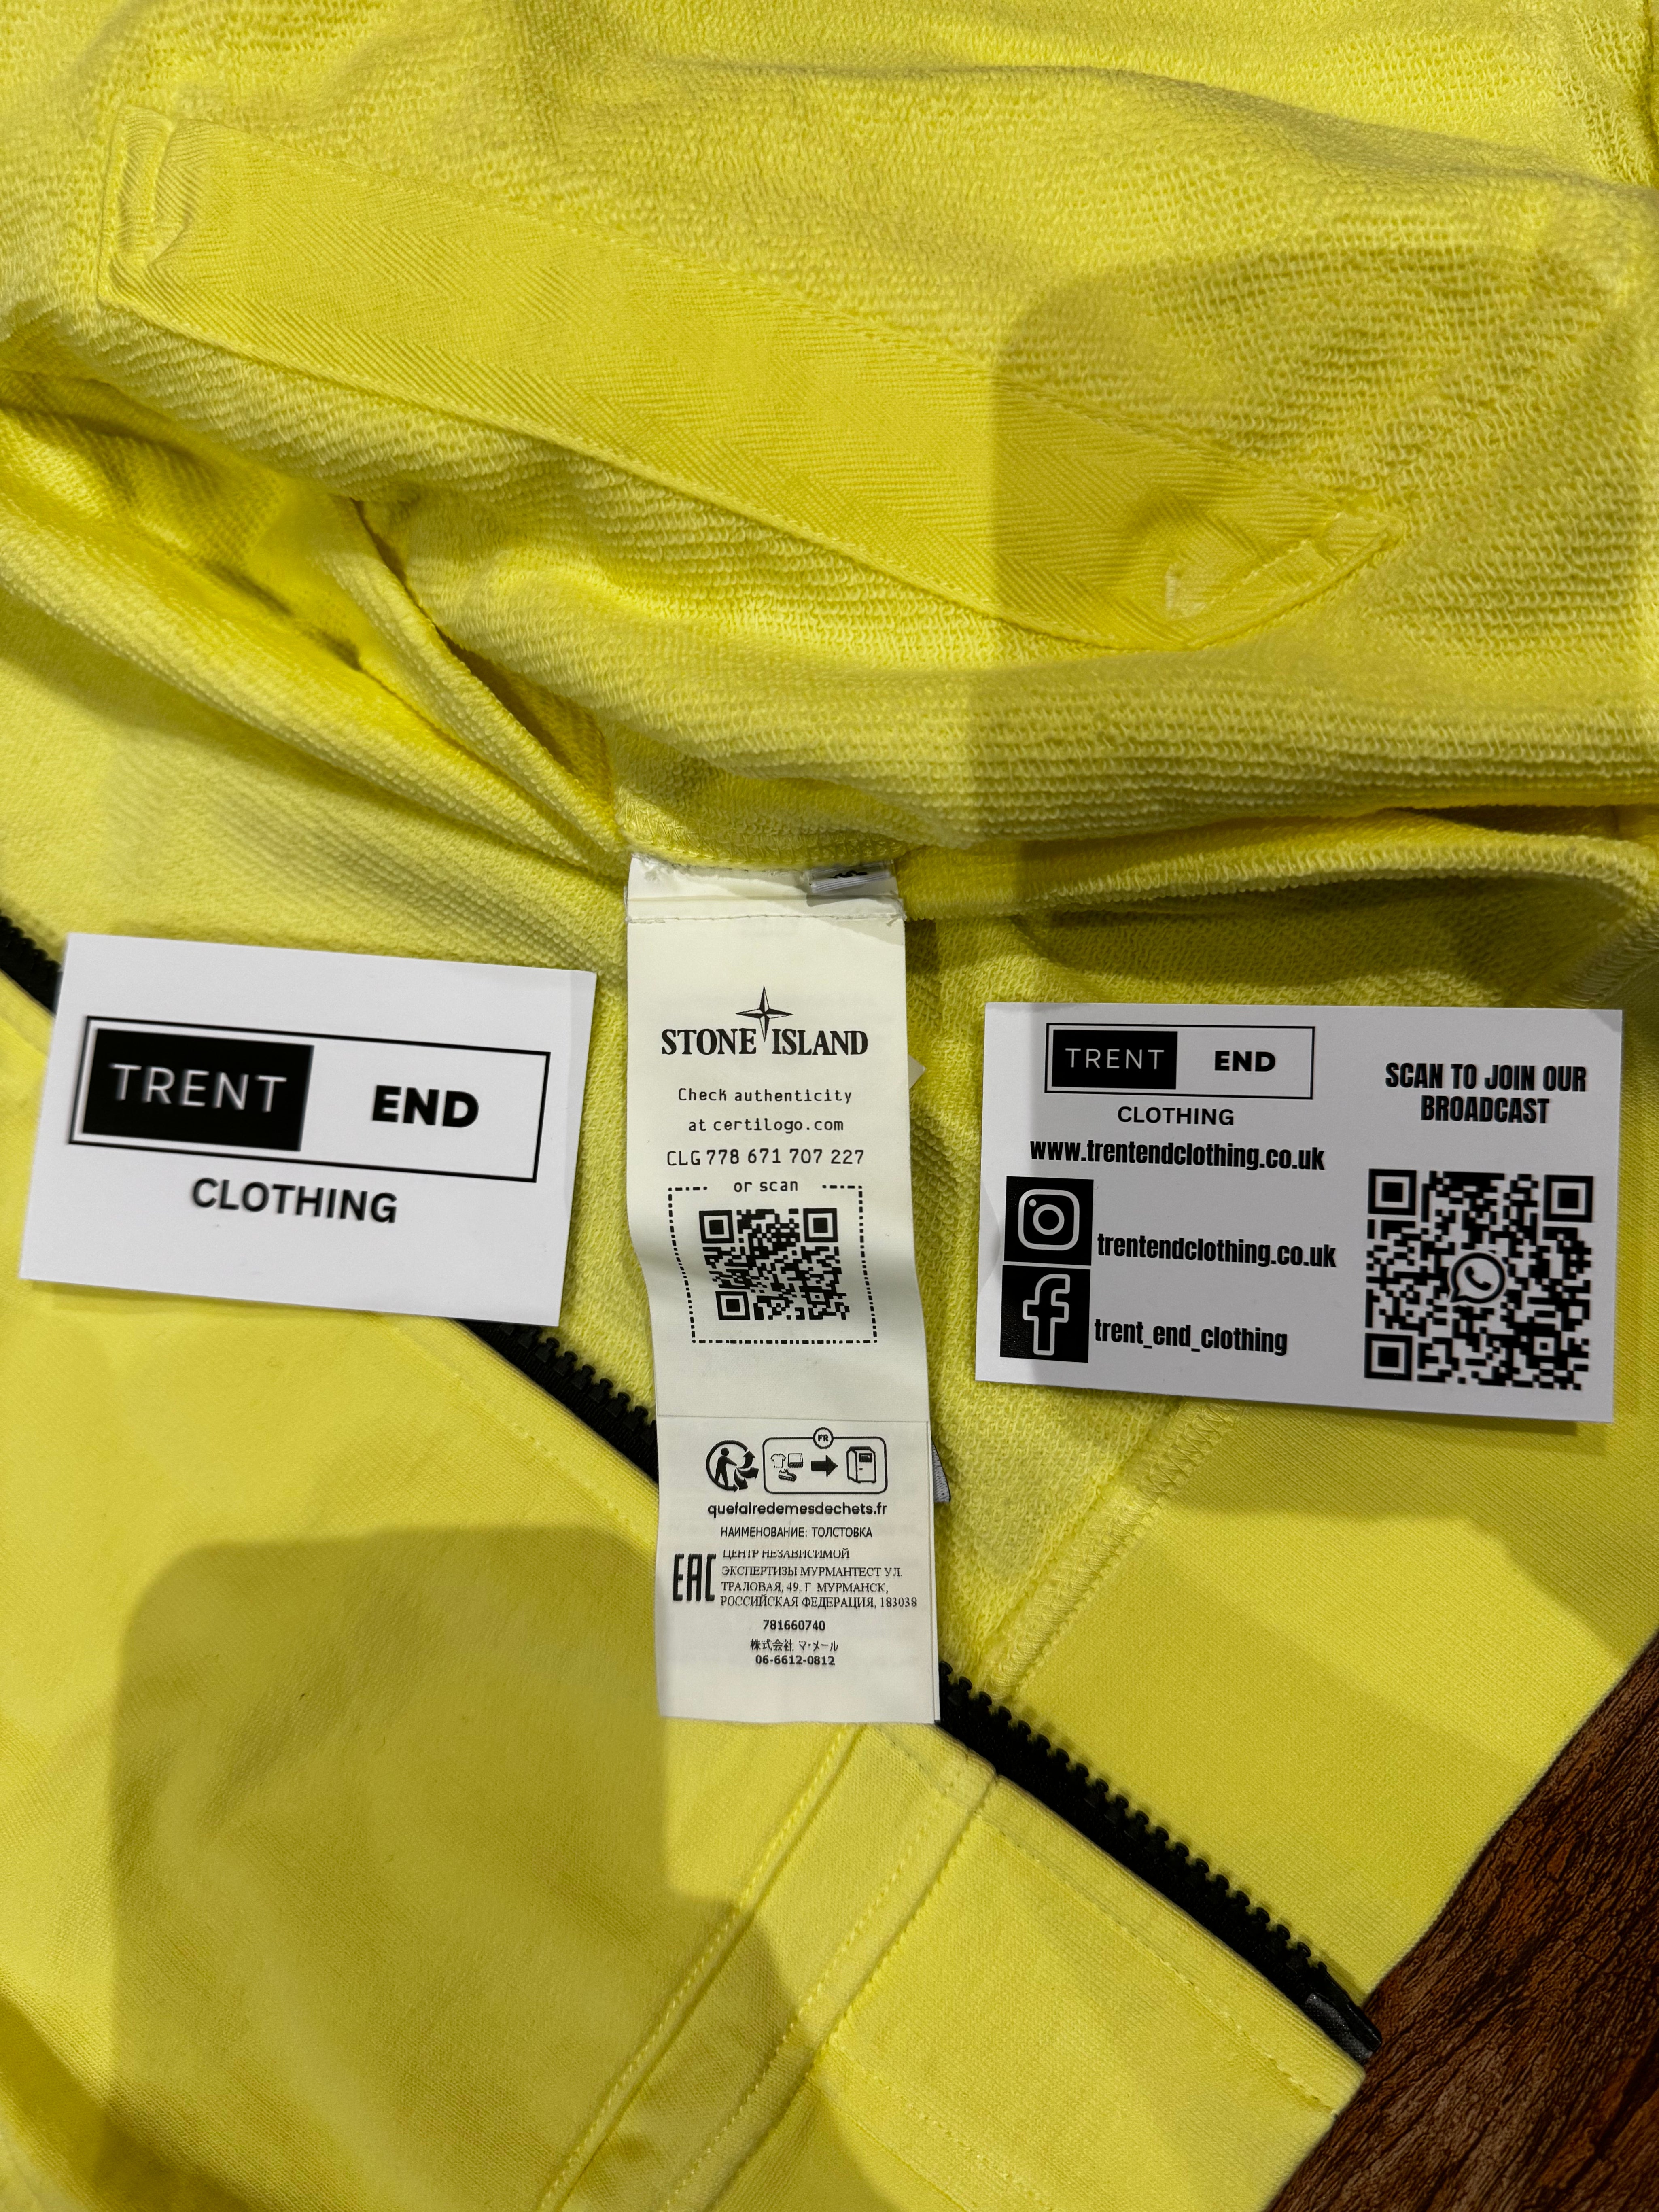 TRENT END
CLOTHING
STONE ISLAND
Check authenticity
at certilogo.com
CLG 778 671 707 227
or scan
FR
quefairedemesdechets.fr
НАИМЕНОВАНИЕ: ТОЛСТОВКА
EAC
ЦЕНТР НЕЗАВИСИМОЙ
ЭКСПЕРТИЗЫ МУРМАНТЕСТ УЛ.
ТРАЛОВАЯ, 49, Г. МУРМАНСК,
РОССИЙСКАЯ ФЕДЕРАЦИЯ, 183038
781660740
株式会社 マ・メール
06-6612-0812
TRENT END
CLOTHING
www.trentendclothing.co.uk
trentendclothing.co.uk
trent_end_clothing
SCAN TO JOIN OUR
BROADCAST